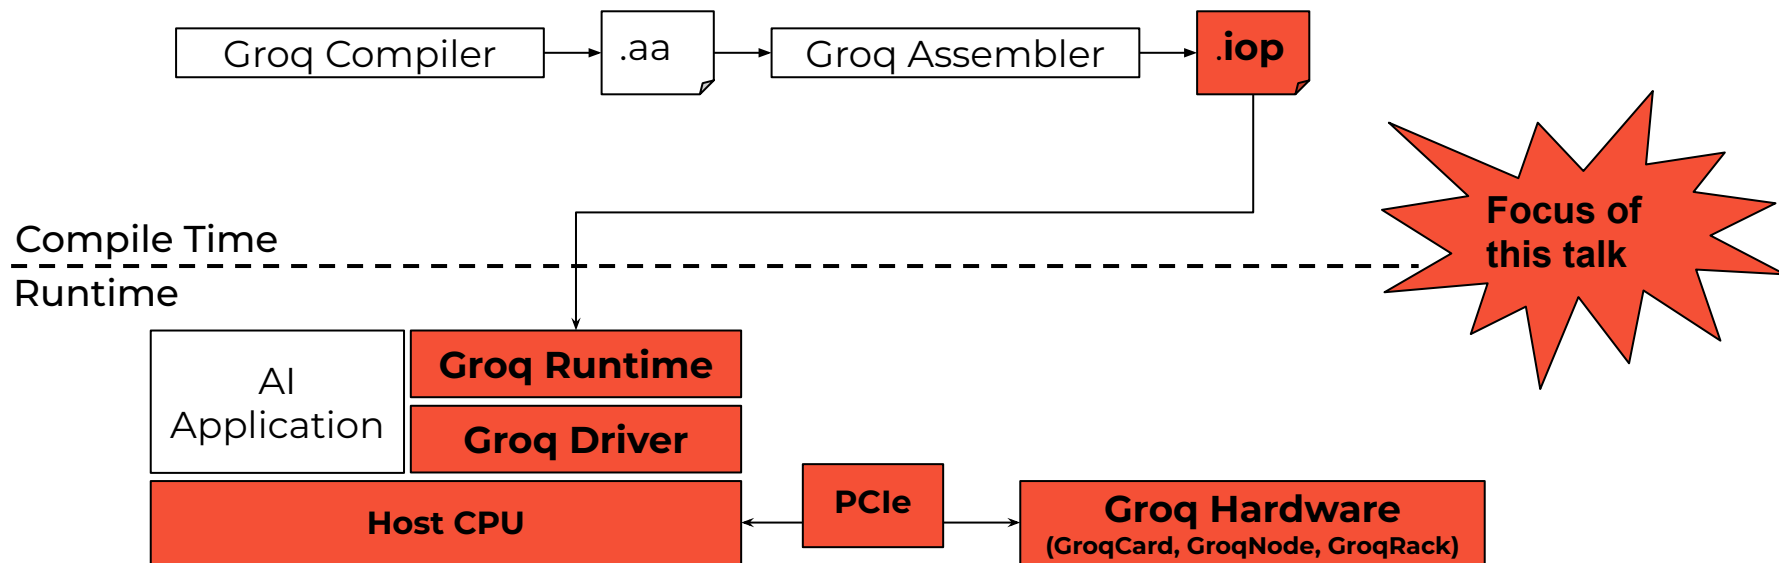 Groq Compiler
.aa
Groq Assembler
.iop
Focus of
this talk
Compile Time
Runtime
AI
Application
Groq Runtime
Groq Driver
Host CPU
PCIe
Groq Hardware
(GroqCard, GroqNode, GroqRack)